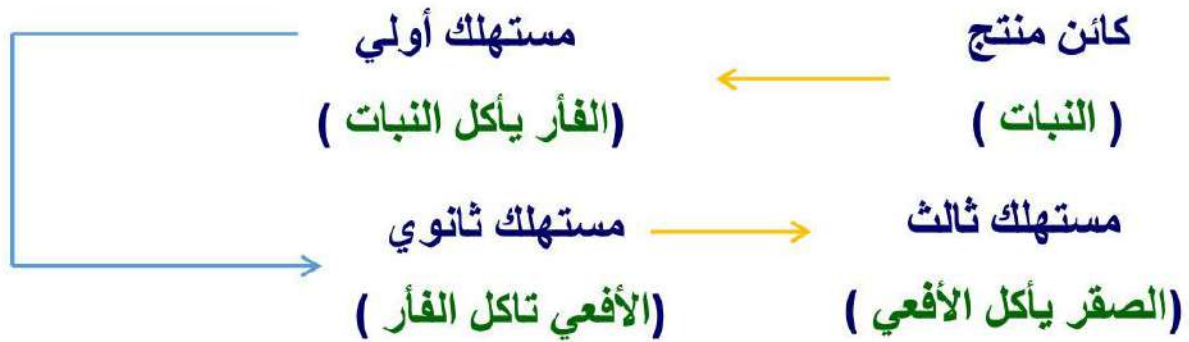 كائن منتج
( النبات )
مستهلك أولي
(الفأر يأكل النبات )
مستهلك ثانوي
(الأفعي تاكل الفأر )
مستهلك ثالث
(الصقر يأكل الأفعي )